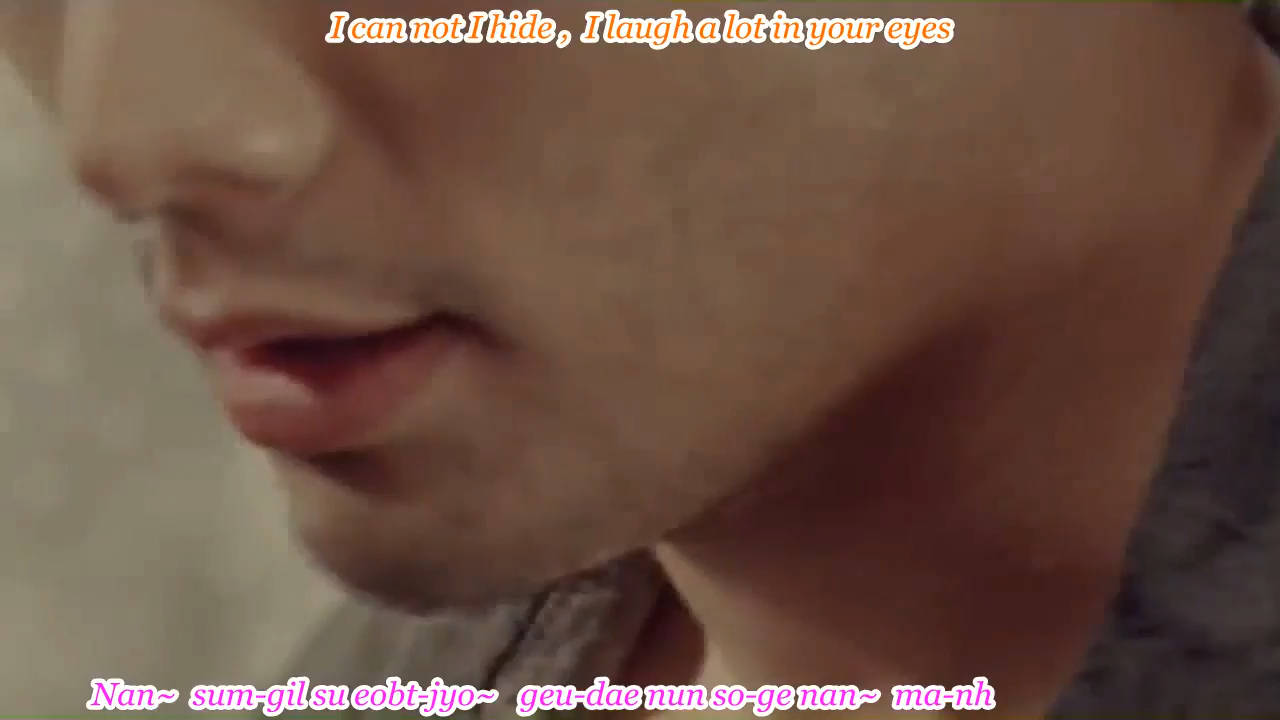 I can not I hide , I laugh a lot in your eyes
Nan~ sum-gil su eobt-jyo~ geu-dae nun so-ge nan~ ma-nh